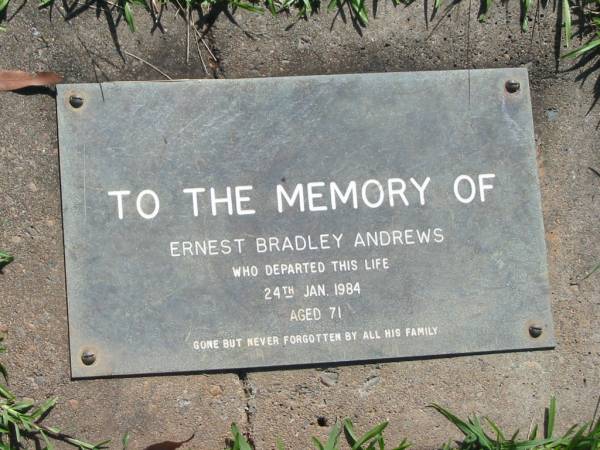 TO THE MEMORY OF
ERNEST BRADLEY ANDREWS
WHO DEPARTED THIS LIFE
24TH JAN. 1984
AGED 71
GONE BUT NEVER FORGOTTEN BY ALL HIS FAMILY